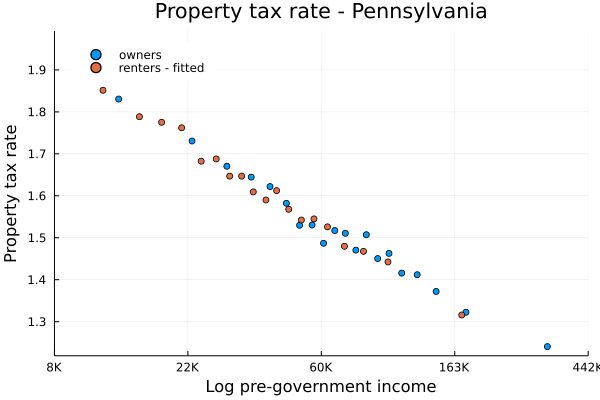 Property tax rate - Pennsylvania
owners
renters - fitted
Property tax rate
1.9
1.8
1.7
1.6
1.5
1.4
1.3
8K 22K 60K 163K 442K
Log pre-government income